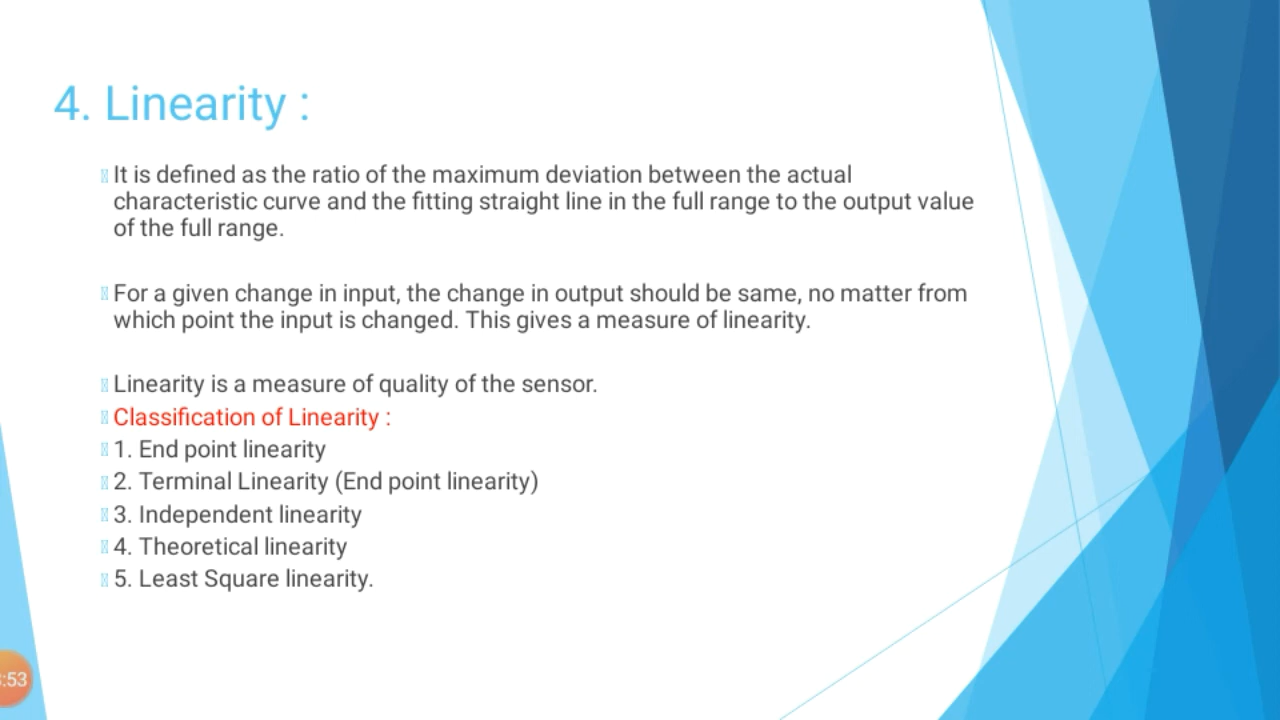 4. Linearity :
It is defined as the ratio of the maximum deviation between the actual
characteristic curve and the fitting straight line in the full range to the output value
of the full range.
For a given change in input, the change in output should be same, no matter from
which point the input is changed. This gives a measure of linearity.
Linearity is a measure of quality of the sensor.
Classification of Linearity :
1. End point linearity
2. Terminal Linearity (End point linearity)
3. Independent linearity
4. Theoretical linearity
5. Least Square linearity.
:53